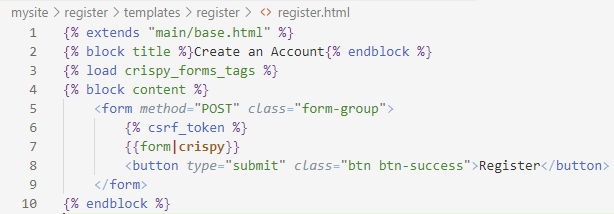 mysite > register > templates > register > register.html
1 {% extends "main/base.html" %}
2 {% block title %}Create an Account{% endblock %}
3 {% load crispy_forms_tags %}
4 {% block content %}
5     <form method="POST" class="form-group">
6         {% csrf_token %}
7         {{form|crispy}}
8         <button type="submit" class="btn btn-success">Register</button>
9     </form>
10 {% endblock %}